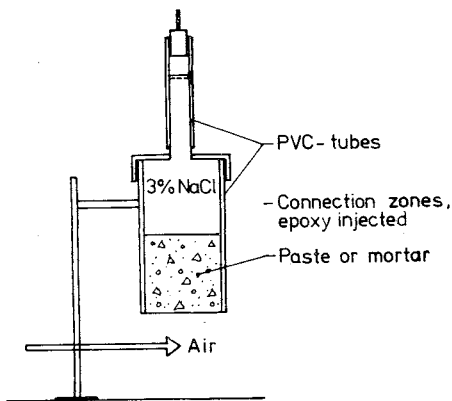 PVC-tubes
3% NaCl
-Connection zones,
epoxy injected
Paste or mortar
Air